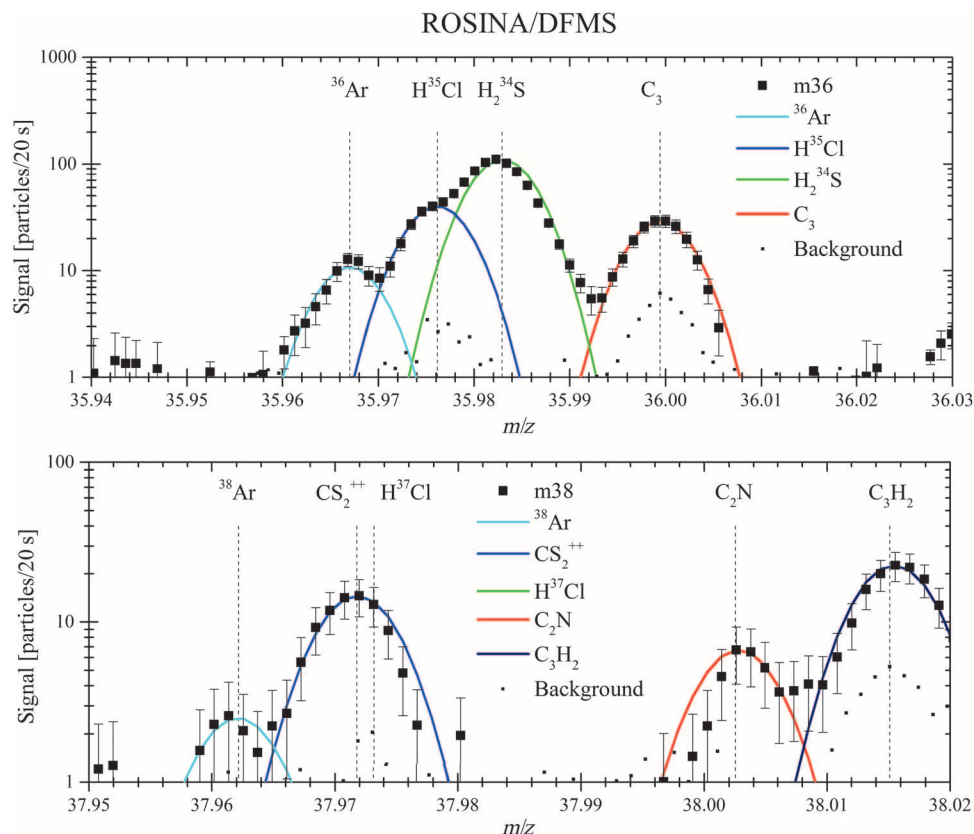 ROSINA/DFMS
1000
100
10
1
Signal [particles/20 s]
³⁶Ar H³⁵Cl H₂³⁴S C₃
m36
³⁶Ar
H³⁵Cl
H₂³⁴S
C₃
Background
35.94 35.95 35.96 35.97 35.98 35.99 36.00 36.01 36.02 36.03
m/z
100
10
1
Signal [particles/20 s]
³⁸Ar CS₂⁺⁺ H³⁷Cl C₂N C₃H₂
m38
³⁸Ar
CS₂⁺⁺
H³⁷Cl
C₂N
C₃H₂
Background
37.95 37.96 37.97 37.98 37.99 38.00 38.01 38.02
m/z